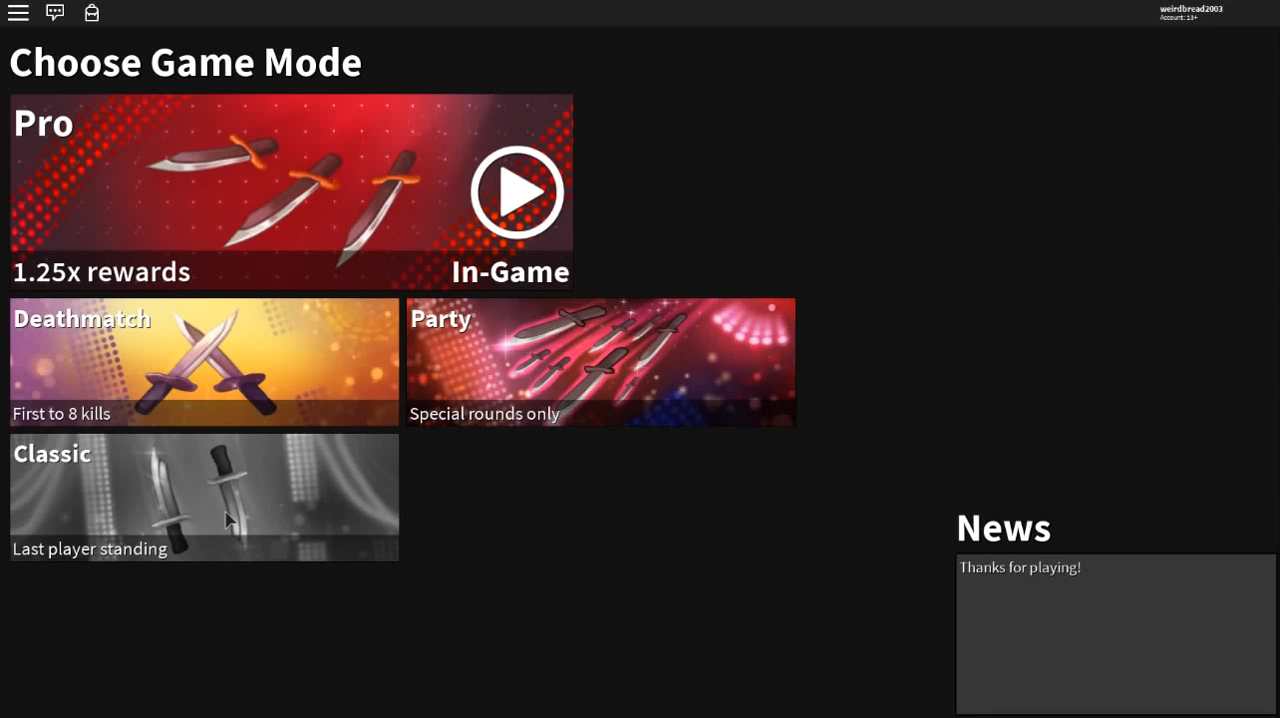 weirdbread2003
Account: 13+
Choose Game Mode
Pro
1.25x rewards
In-Game
Deathmatch
First to 8 kills
Party
Special rounds only
Classic
Last player standing
News
Thanks for playing!